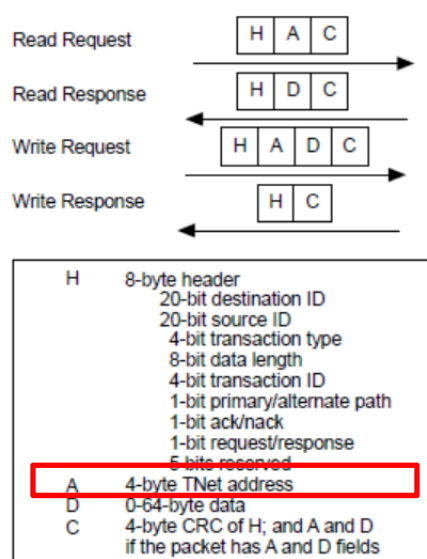 Read Request H A C
Read Response H D C
Write Request H A D C
Write Response H C
H 8-byte header
20-bit destination ID
20-bit source ID
4-bit transaction type
8-bit data length
4-bit transaction ID
1-bit primary/alternate path
1-bit ack/nack
1-bit request/response
5 bits reserved
A 4-byte TNet address
D 0-64-byte data
C 4-byte CRC of H; and A and D
if the packet has A and D fields